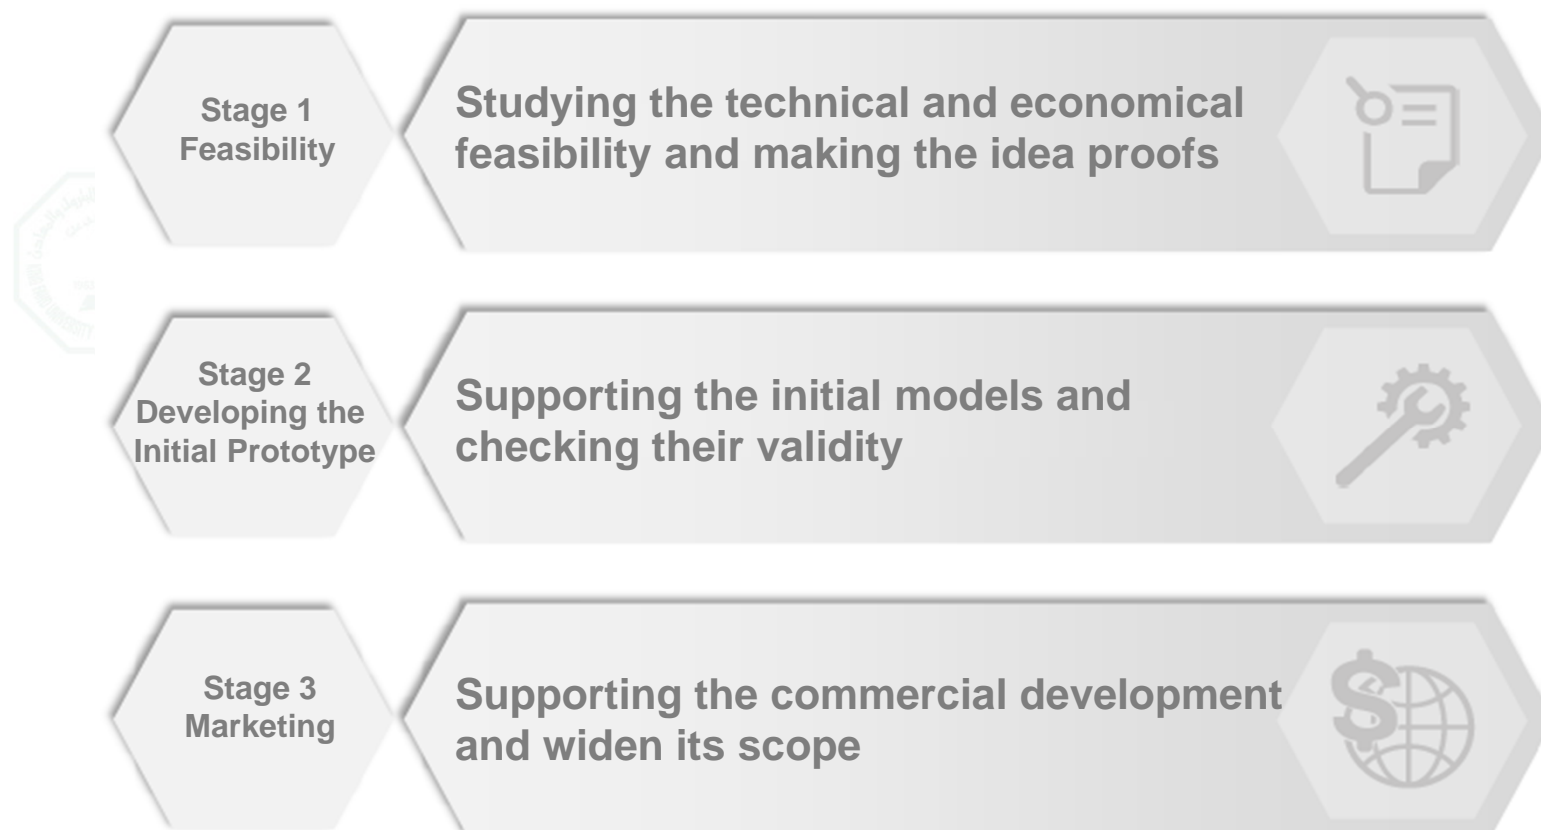 Stage 1
Feasibility
Studying the technical and economical
feasibility and making the idea proofs
Stage 2
Developing the
Initial Prototype
Supporting the initial models and
checking their validity
Stage 3
Marketing
Supporting the commercial development
and widen its scope